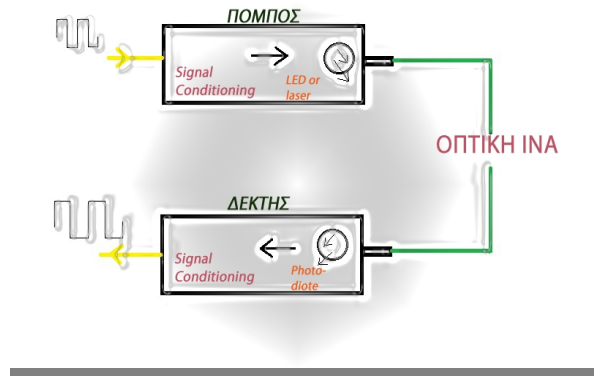 ΠΟΜΠΟΣ
Signal
Conditioning
LED or
laser
ΟΠΤΙΚΗ ΙΝΑ
ΔΕΚΤΗΣ
Signal
Conditioning
Photo-
diote